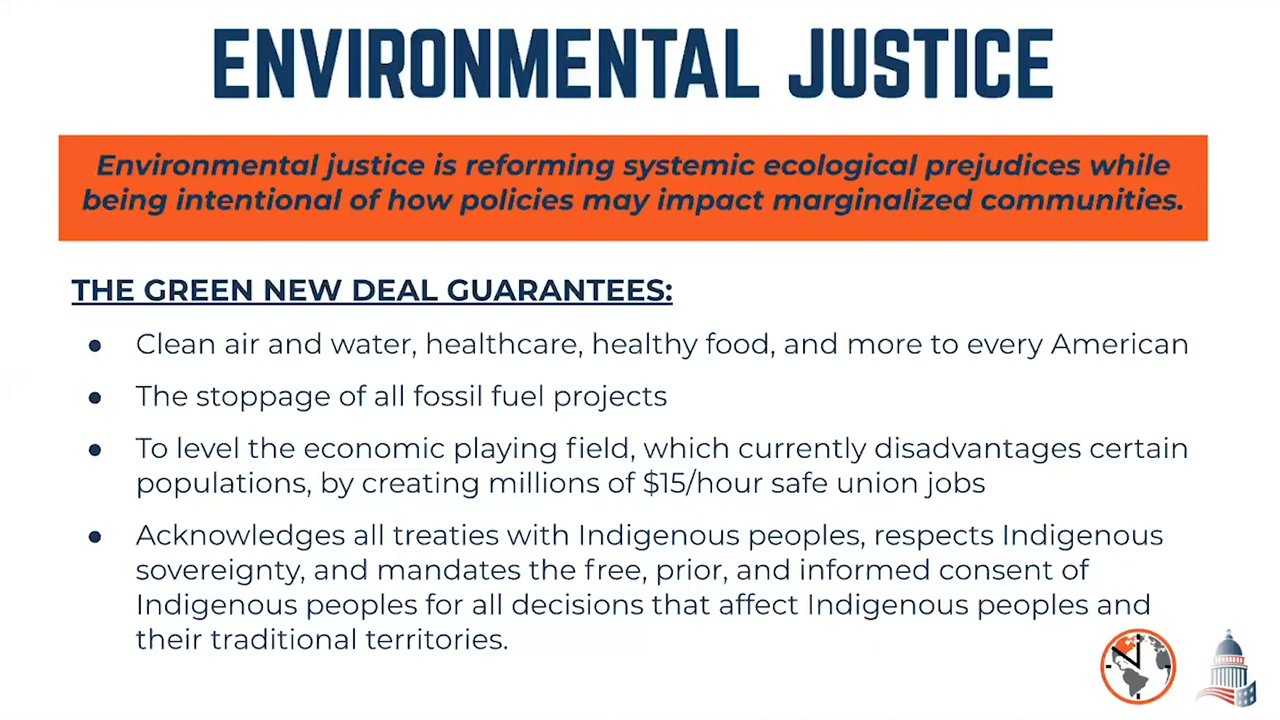 ENVIRONMENTAL JUSTICE
Environmental justice is reforming systemic ecological prejudices while
being intentional of how policies may impact marginalized communities.
THE GREEN NEW DEAL GUARANTEES:
● Clean air and water, healthcare, healthy food, and more to every American
● The stoppage of all fossil fuel projects
● To level the economic playing field, which currently disadvantages certain
populations, by creating millions of $15/hour safe union jobs
● Acknowledges all treaties with Indigenous peoples, respects Indigenous
sovereignty, and mandates the free, prior, and informed consent of
Indigenous peoples for all decisions that affect Indigenous peoples and
their traditional territories.